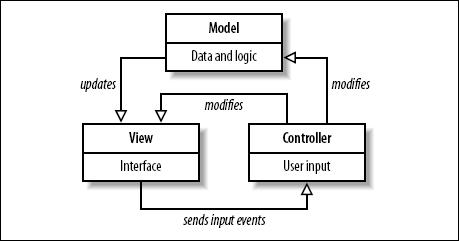 Model
Data and logic
updates
modifies
modifies
View
Interface
Controller
User input
sends input events